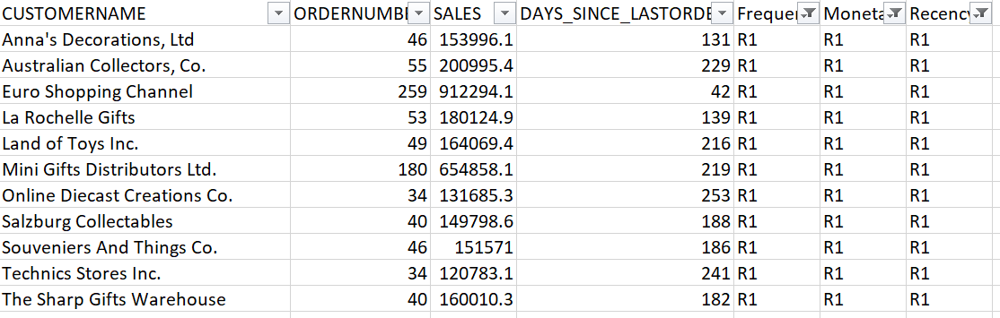 CUSTOMERNAME ORDERNUMBE SALES DAYS_SINCE_LASTORDE Frequen Moneta Recency
Anna's Decorations, Ltd 46 153996.1 131 R1 R1 R1
Australian Collectors, Co. 55 200995.4 229 R1 R1 R1
Euro Shopping Channel 259 912294.1 42 R1 R1 R1
La Rochelle Gifts 53 180124.9 139 R1 R1 R1
Land of Toys Inc. 49 164069.4 216 R1 R1 R1
Mini Gifts Distributors Ltd. 180 654858.1 219 R1 R1 R1
Online Diecast Creations Co. 34 131685.3 253 R1 R1 R1
Salzburg Collectables 40 149798.6 188 R1 R1 R1
Souveniers And Things Co. 46 151571 186 R1 R1 R1
Technics Stores Inc. 34 120783.1 241 R1 R1 R1
The Sharp Gifts Warehouse 40 160010.3 182 R1 R1 R1